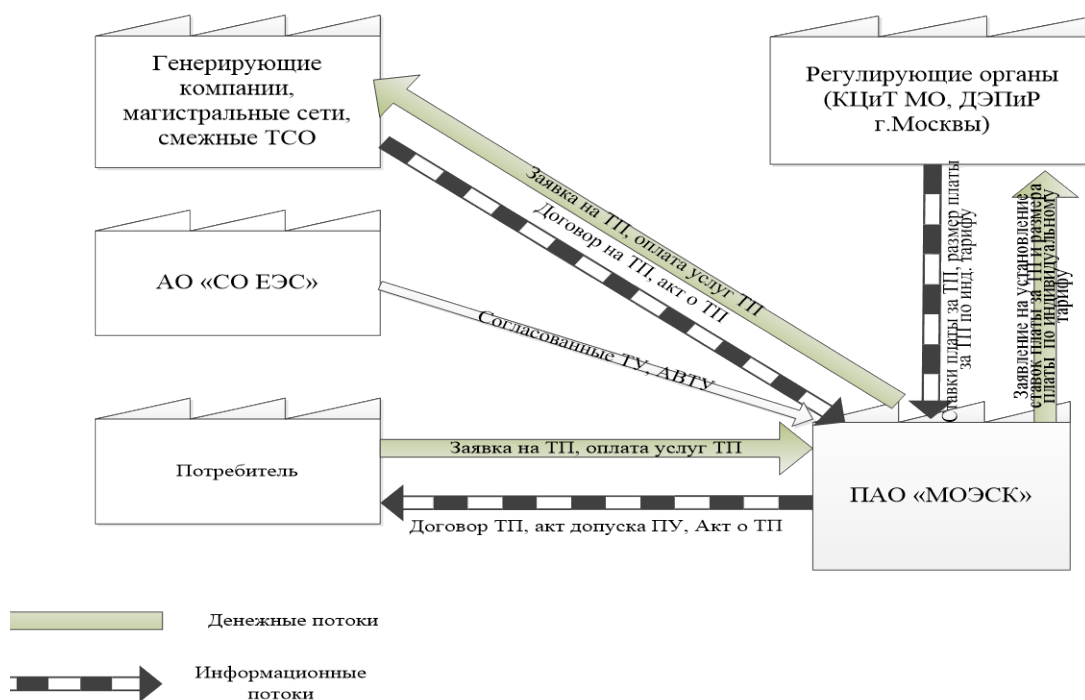 Генерирующие
компании,
магистральные сети,
смежные ТСО
Регулирующие органы
(КЦиТ МО, ДЭПиР
г.Москвы)
Заявка на ТП, оплата услуг ТП
Договор на ТП, акт о ТП
Ставки платы за ТП, размер платы
за ТП по инд. тарифу
Заявление на установление
ставок платы за ТП и размера
платы по индивидуальному
тарифу
АО «СО ЕЭС»
Согласованные ТУ, АВТУ
Потребитель
Заявка на ТП, оплата услуг ТП
ПАО «МОЭСК»
Договор ТП, акт допуска ПУ, Акт о ТП
Денежные потоки
Информационные
потоки